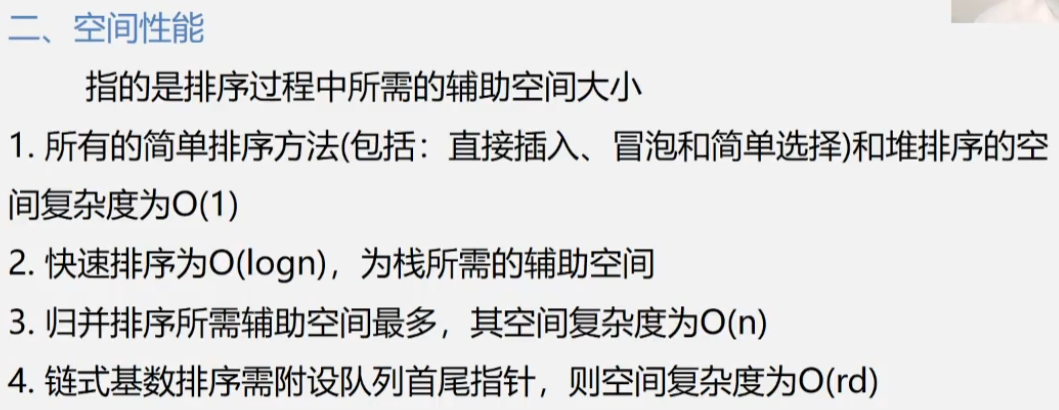 二、空间性能
指的是排序过程中所需的辅助空间大小
1. 所有的简单排序方法(包括：直接插入、冒泡和简单选择)和堆排序的空
间复杂度为O(1)
2. 快速排序为O(logn)，为栈所需的辅助空间
3. 归并排序所需辅助空间最多，其空间复杂度为O(n)
4. 链式基数排序需附设队列首尾指针，则空间复杂度为O(rd)